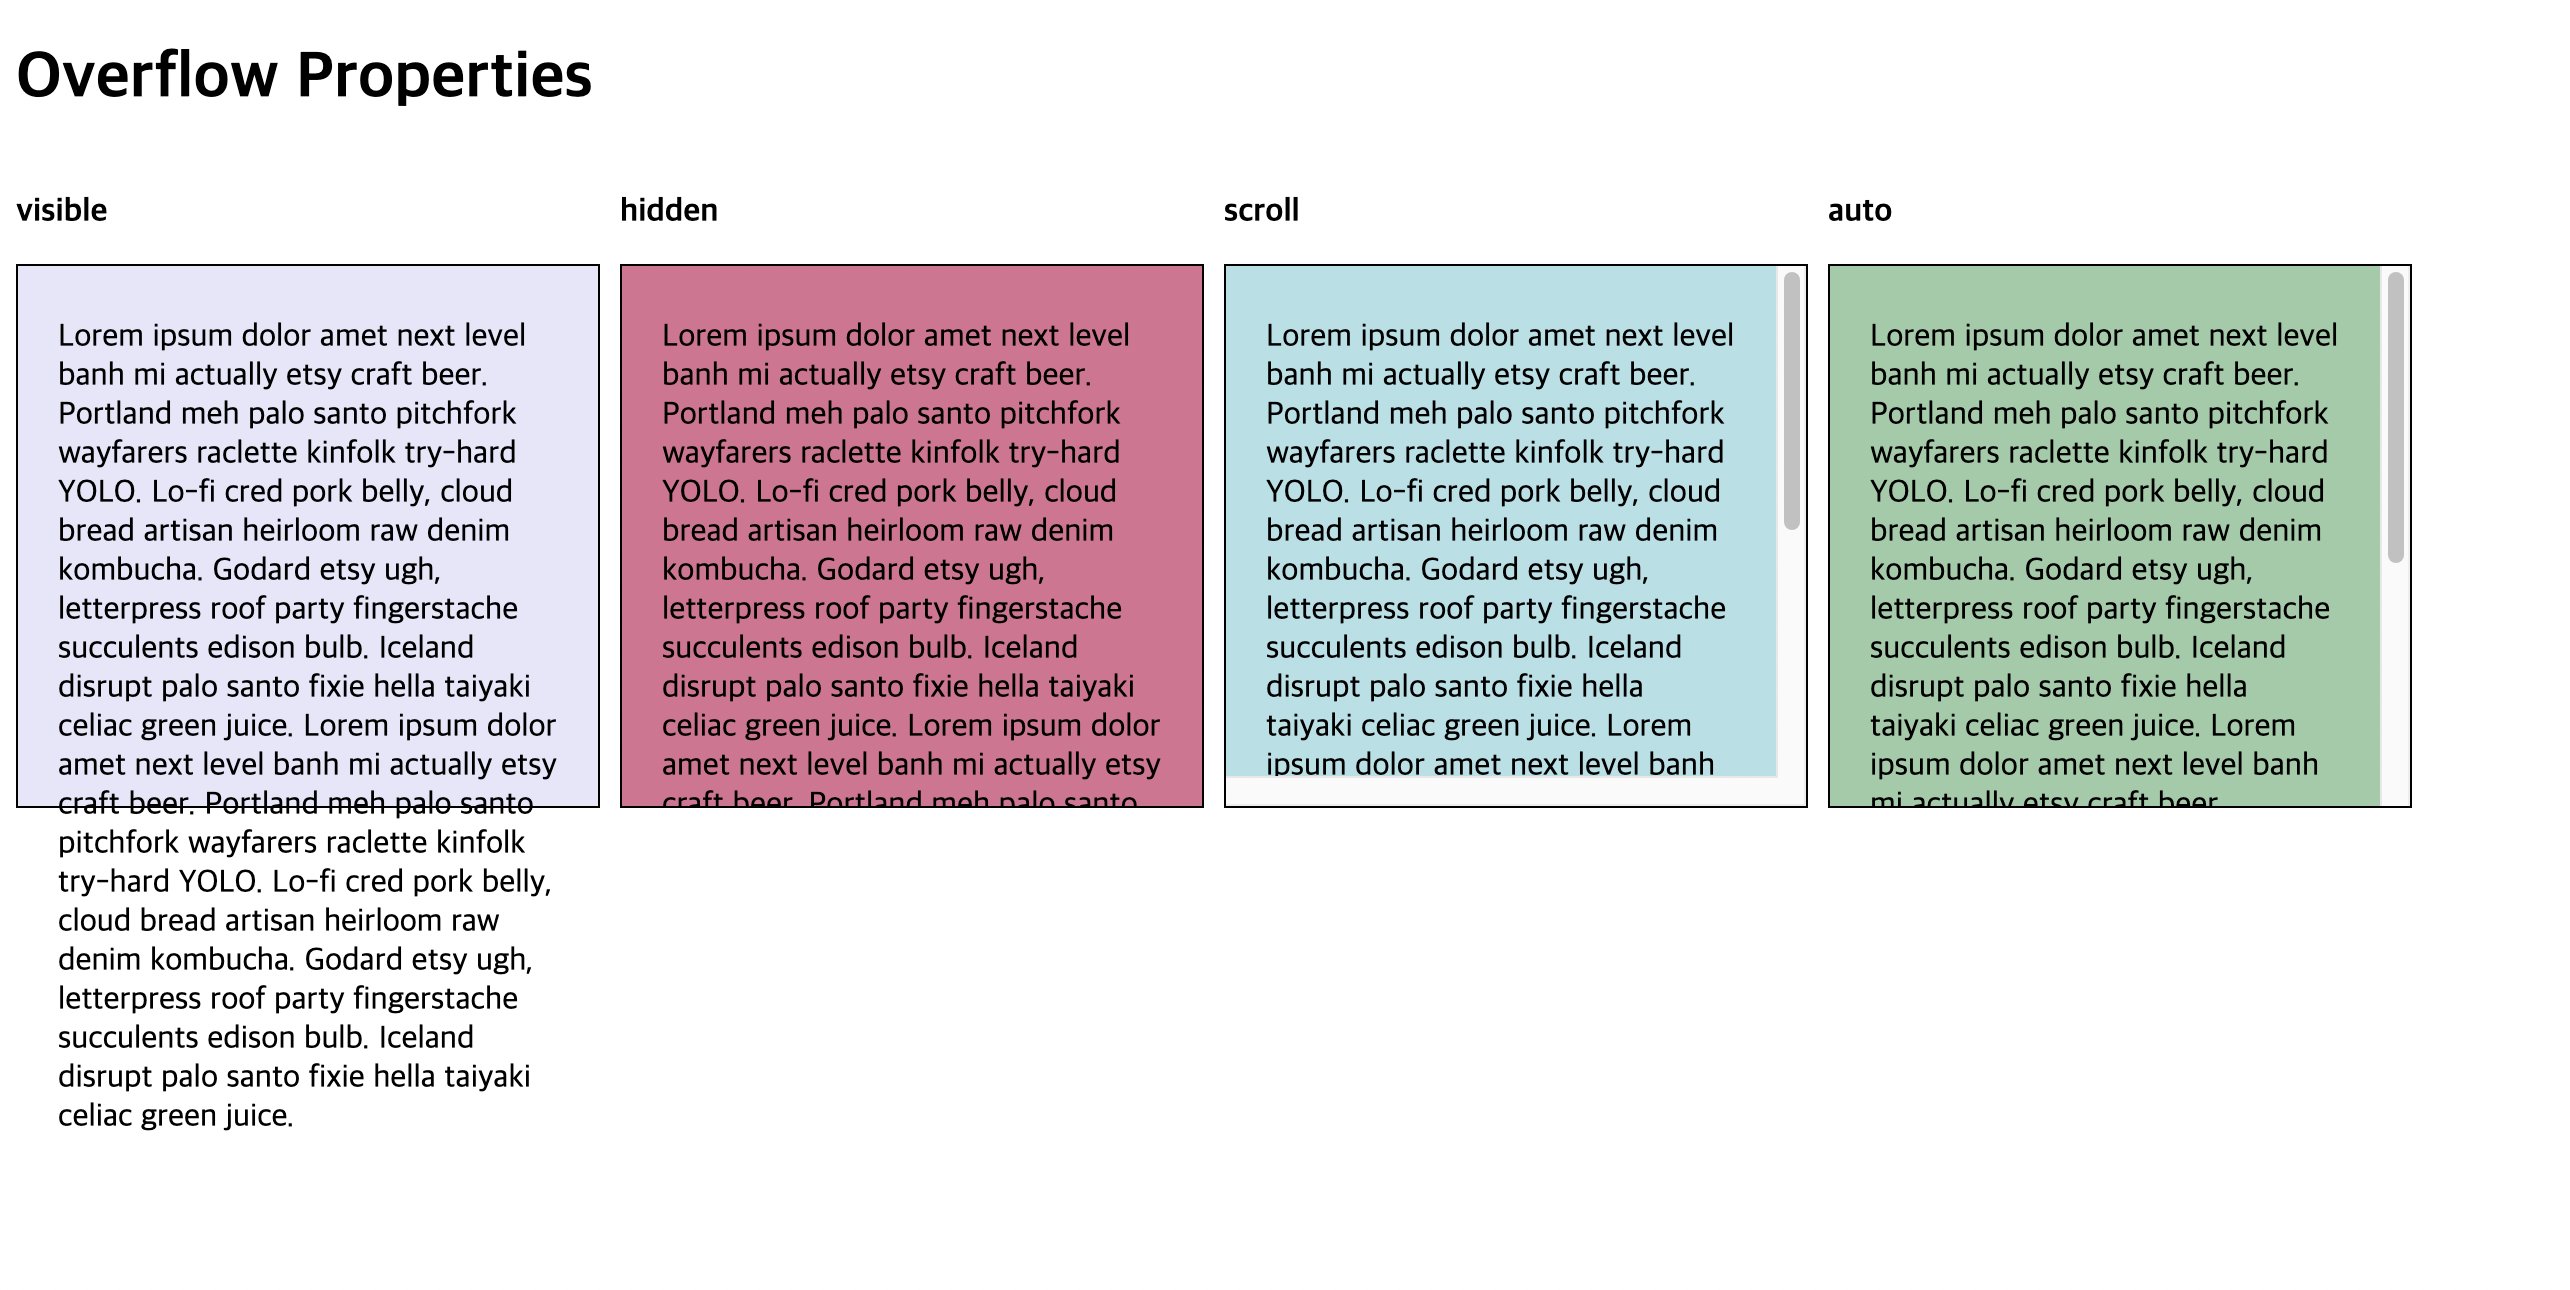 Overflow Properties
visible
Lorem ipsum dolor amet next level
banh mi actually etsy craft beer.
Portland meh palo santo pitchfork
wayfarers raclette kinfolk try-hard
YOLO. Lo-fi cred pork belly, cloud
bread artisan heirloom raw denim
kombucha. Godard etsy ugh,
letterpress roof party fingerstache
succulents edison bulb. Iceland
disrupt palo santo fixie hella taiyaki
celiac green juice. Lorem ipsum dolor
amet next level banh mi actually etsy
craft beer. Portland meh palo santo
pitchfork wayfarers raclette kinfolk
try-hard YOLO. Lo-fi cred pork belly,
cloud bread artisan heirloom raw
denim kombucha. Godard etsy ugh,
letterpress roof party fingerstache
succulents edison bulb. Iceland
disrupt palo santo fixie hella taiyaki
celiac green juice.
hidden
Lorem ipsum dolor amet next level
banh mi actually etsy craft beer.
Portland meh palo santo pitchfork
wayfarers raclette kinfolk try-hard
YOLO. Lo-fi cred pork belly, cloud
bread artisan heirloom raw denim
kombucha. Godard etsy ugh,
letterpress roof party fingerstache
succulents edison bulb. Iceland
disrupt palo santo fixie hella taiyaki
celiac green juice. Lorem ipsum dolor
amet next level banh mi actually etsy
craft beer. Portland meh palo santo
scroll
Lorem ipsum dolor amet next level
banh mi actually etsy craft beer.
Portland meh palo santo pitchfork
wayfarers raclette kinfolk try-hard
YOLO. Lo-fi cred pork belly, cloud
bread artisan heirloom raw denim
kombucha. Godard etsy ugh,
letterpress roof party fingerstache
succulents edison bulb. Iceland
disrupt palo santo fixie hella
taiyaki celiac green juice. Lorem
ipsum dolor amet next level banh
auto
Lorem ipsum dolor amet next level
banh mi actually etsy craft beer.
Portland meh palo santo pitchfork
wayfarers raclette kinfolk try-hard
YOLO. Lo-fi cred pork belly, cloud
bread artisan heirloom raw denim
kombucha. Godard etsy ugh,
letterpress roof party fingerstache
succulents edison bulb. Iceland
disrupt palo santo fixie hella
taiyaki celiac green juice. Lorem
ipsum dolor amet next level banh
mi actually etsy craft beer.